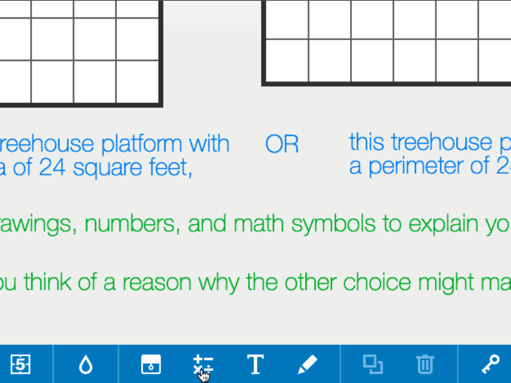 reehouse platform with OR this treehouse p
a of 24 square feet, a perimeter of 2
rawings, numbers, and math symbols to explain yo
ou think of a reason why the other choice might ma
5 T